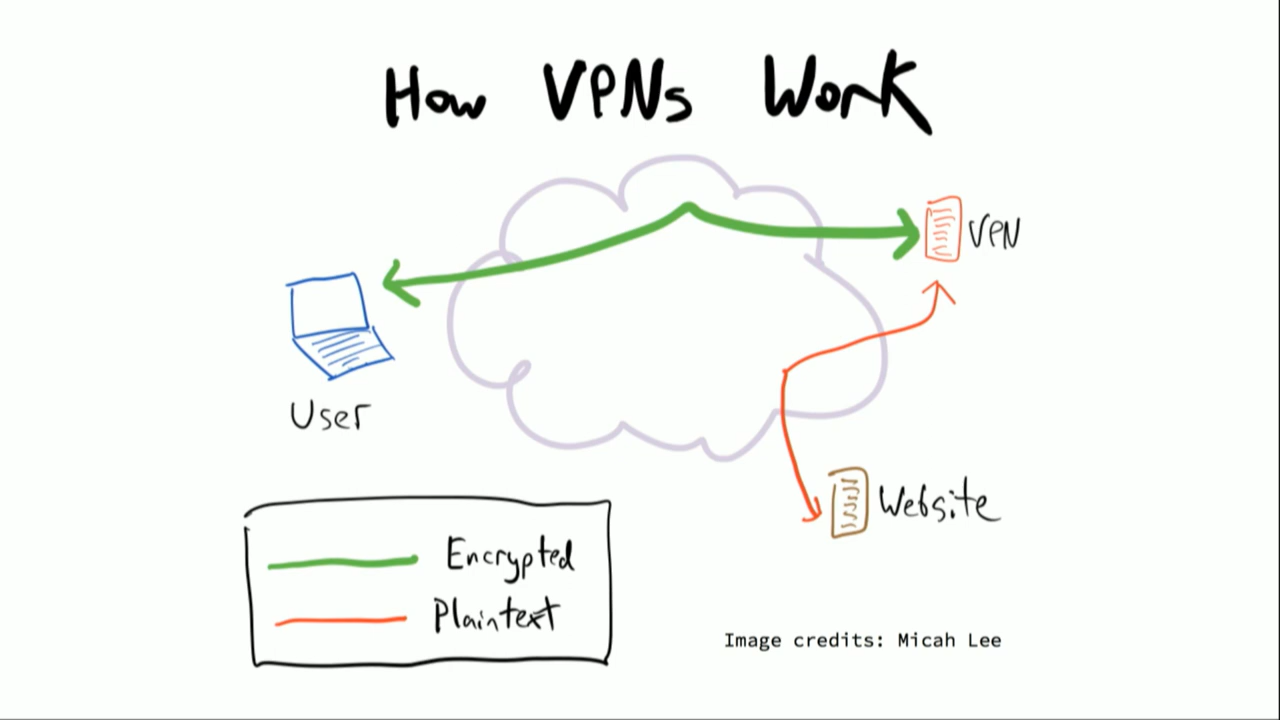 How VPNs Work
VPN
User
Website
Encrypted
Plaintext
Image credits: Micah Lee